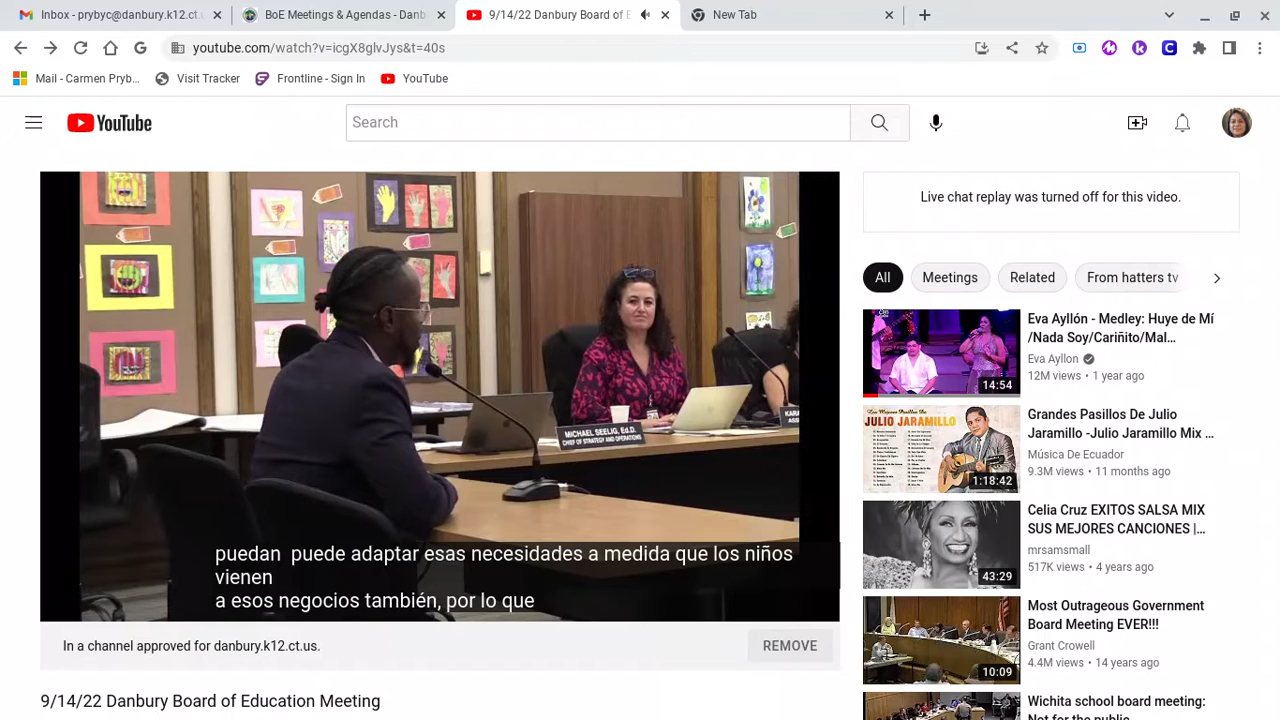 Inbox - prybyc@danbury.k12.ct.u
BoE Meetings & Agendas - Danb
9/14/22 Danbury Board of E
New Tab
youtube.com/watch?v=icgX8glvJys&t=40s
Mail - Carmen Pryb...
Visit Tracker
Frontline - Sign In
YouTube
YouTube
Search
Live chat replay was turned off for this video.
All
Meetings
Related
From hatters tv
MICHAEL SEELIG, Ed.D.
CHIEF OF STRATEGY AND OPERATIONS
puedan puede adaptar esas necesidades a medida que los niños
vienen
a esos negocios también, por lo que
In a channel approved for danbury.k12.ct.us.
REMOVE
9/14/22 Danbury Board of Education Meeting
Eva Ayllón - Medley: Huye de Mí
/Nada Soy/Cariñito/Mal...
Eva Ayllon
12M views • 1 year ago
14:54
JULIO JARAMILLO
Grandes Pasillos De Julio
Jaramillo -Julio Jaramillo Mix ...
Música De Ecuador
9.3M views • 11 months ago
1:18:42
Celia Cruz EXITOS SALSA MIX
SUS MEJORES CANCIONES |...
mrsamsmall
517K views • 4 years ago
43:29
Most Outrageous Government
Board Meeting EVER!!!
Grant Crowell
4.4M views • 14 years ago
10:09
Wichita school board meeting:
Not for the public